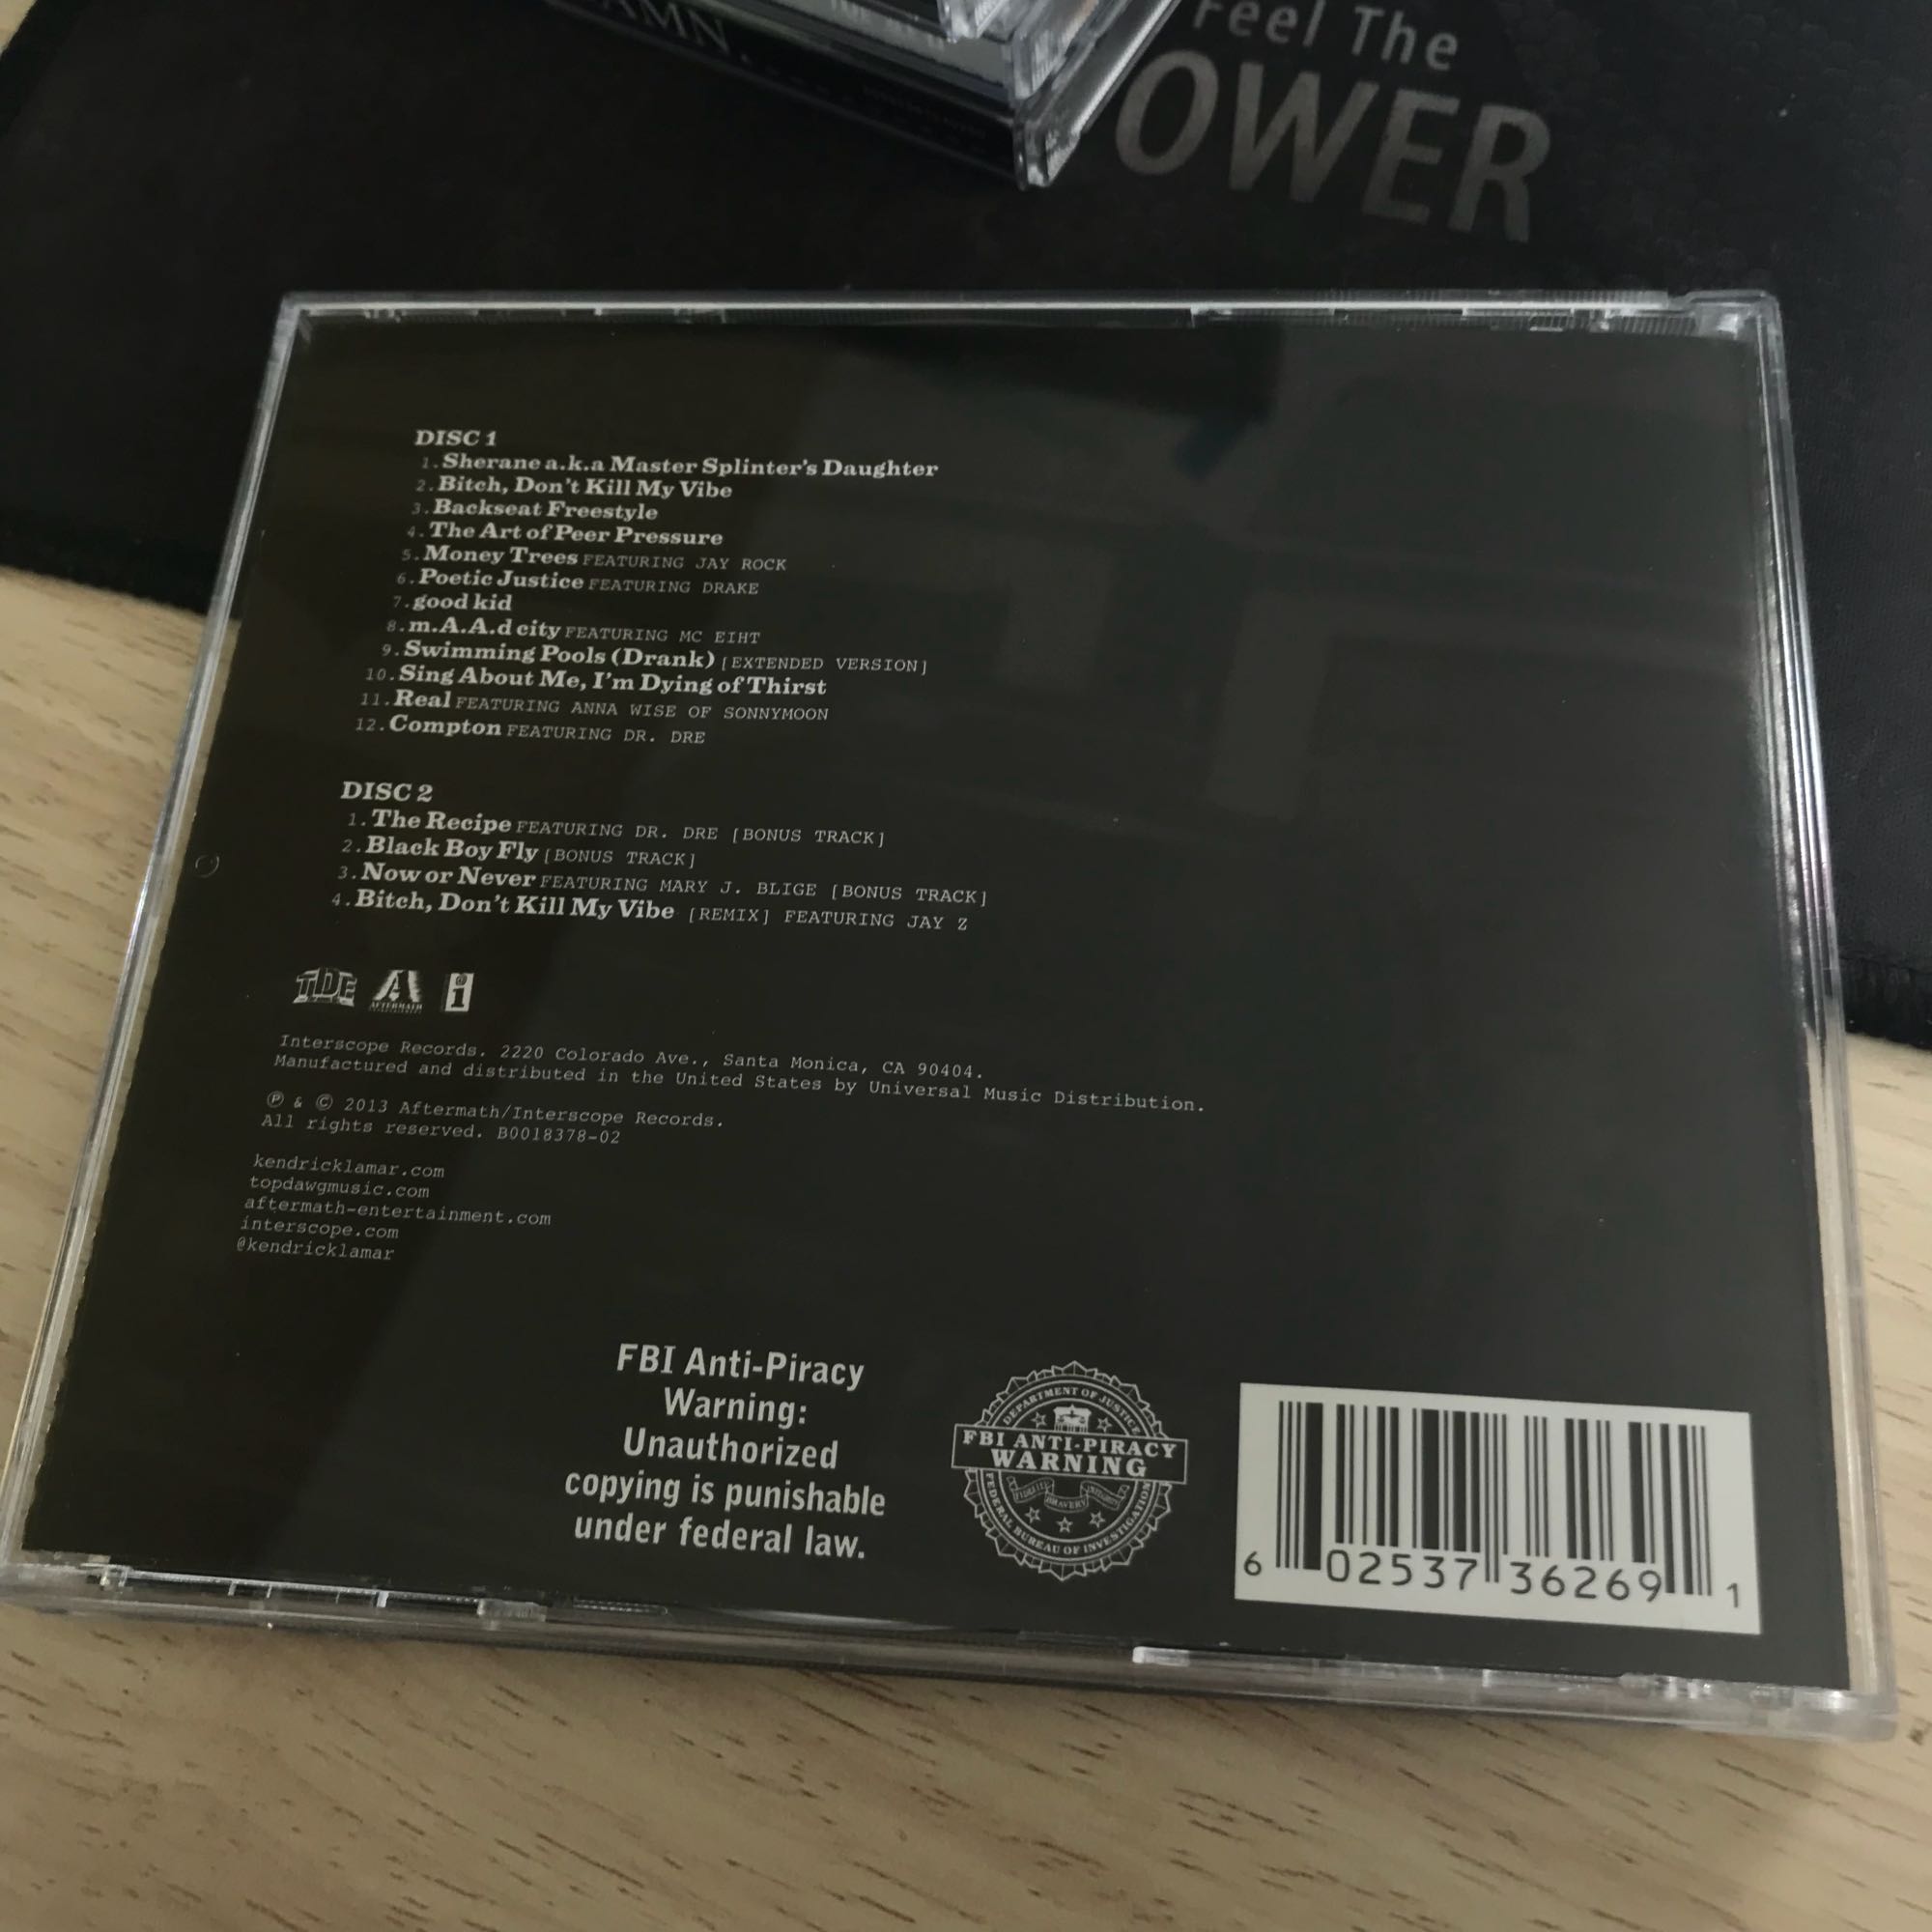 Feel The
OWER
AMN.
DISC 1
1. Sherane a.k.a Master Splinter's Daughter
2. Bitch, Don't Kill My Vibe
3. Backseat Freestyle
4. The Art of Peer Pressure
5. Money Trees FEATURING JAY ROCK
6. Poetic Justice FEATURING DRAKE
7. good kid
8. m.A.A.d city FEATURING MC EIHT
9. Swimming Pools (Drank) [EXTENDED VERSION]
10. Sing About Me, I'm Dying of Thirst
11. Real FEATURING ANNA WISE OF SONNYMOON
12. Compton FEATURING DR. DRE
DISC 2
1. The Recipe FEATURING DR. DRE [BONUS TRACK]
2. Black Boy Fly [BONUS TRACK]
3. Now or Never FEATURING MARY J. BLIGE [BONUS TRACK]
4. Bitch, Don't Kill My Vibe [REMIX] FEATURING JAY Z
TDE A i
AFTERMATH
Interscope Records. 2220 Colorado Ave., Santa Monica, CA 90404.
Manufactured and distributed in the United States by Universal Music Distribution.
℗ & © 2013 Aftermath/Interscope Records.
All rights reserved. B0018378-02
kendricklamar.com
topdawgmusic.com
aftermath-entertainment.com
interscope.com
@kendricklamar
FBI Anti-Piracy
Warning:
Unauthorized
copying is punishable
under federal law.
DEPARTMENT OF JUSTICE
FBI ANTI-PIRACY
WARNING
FIDELITY BRAVERY INTEGRITY
FEDERAL BUREAU OF INVESTIGATION
6 02537 36269 1